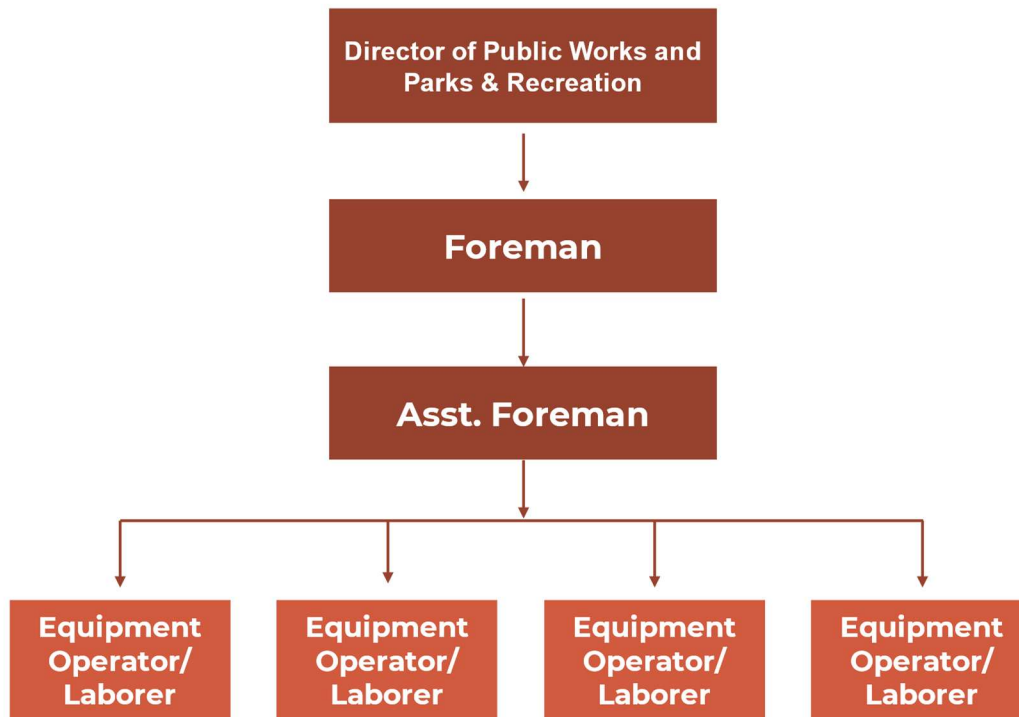 Director of Public Works and
Parks & Recreation
Foreman
Asst. Foreman
Equipment
Operator/
Laborer
Equipment
Operator/
Laborer
Equipment
Operator/
Laborer
Equipment
Operator/
Laborer